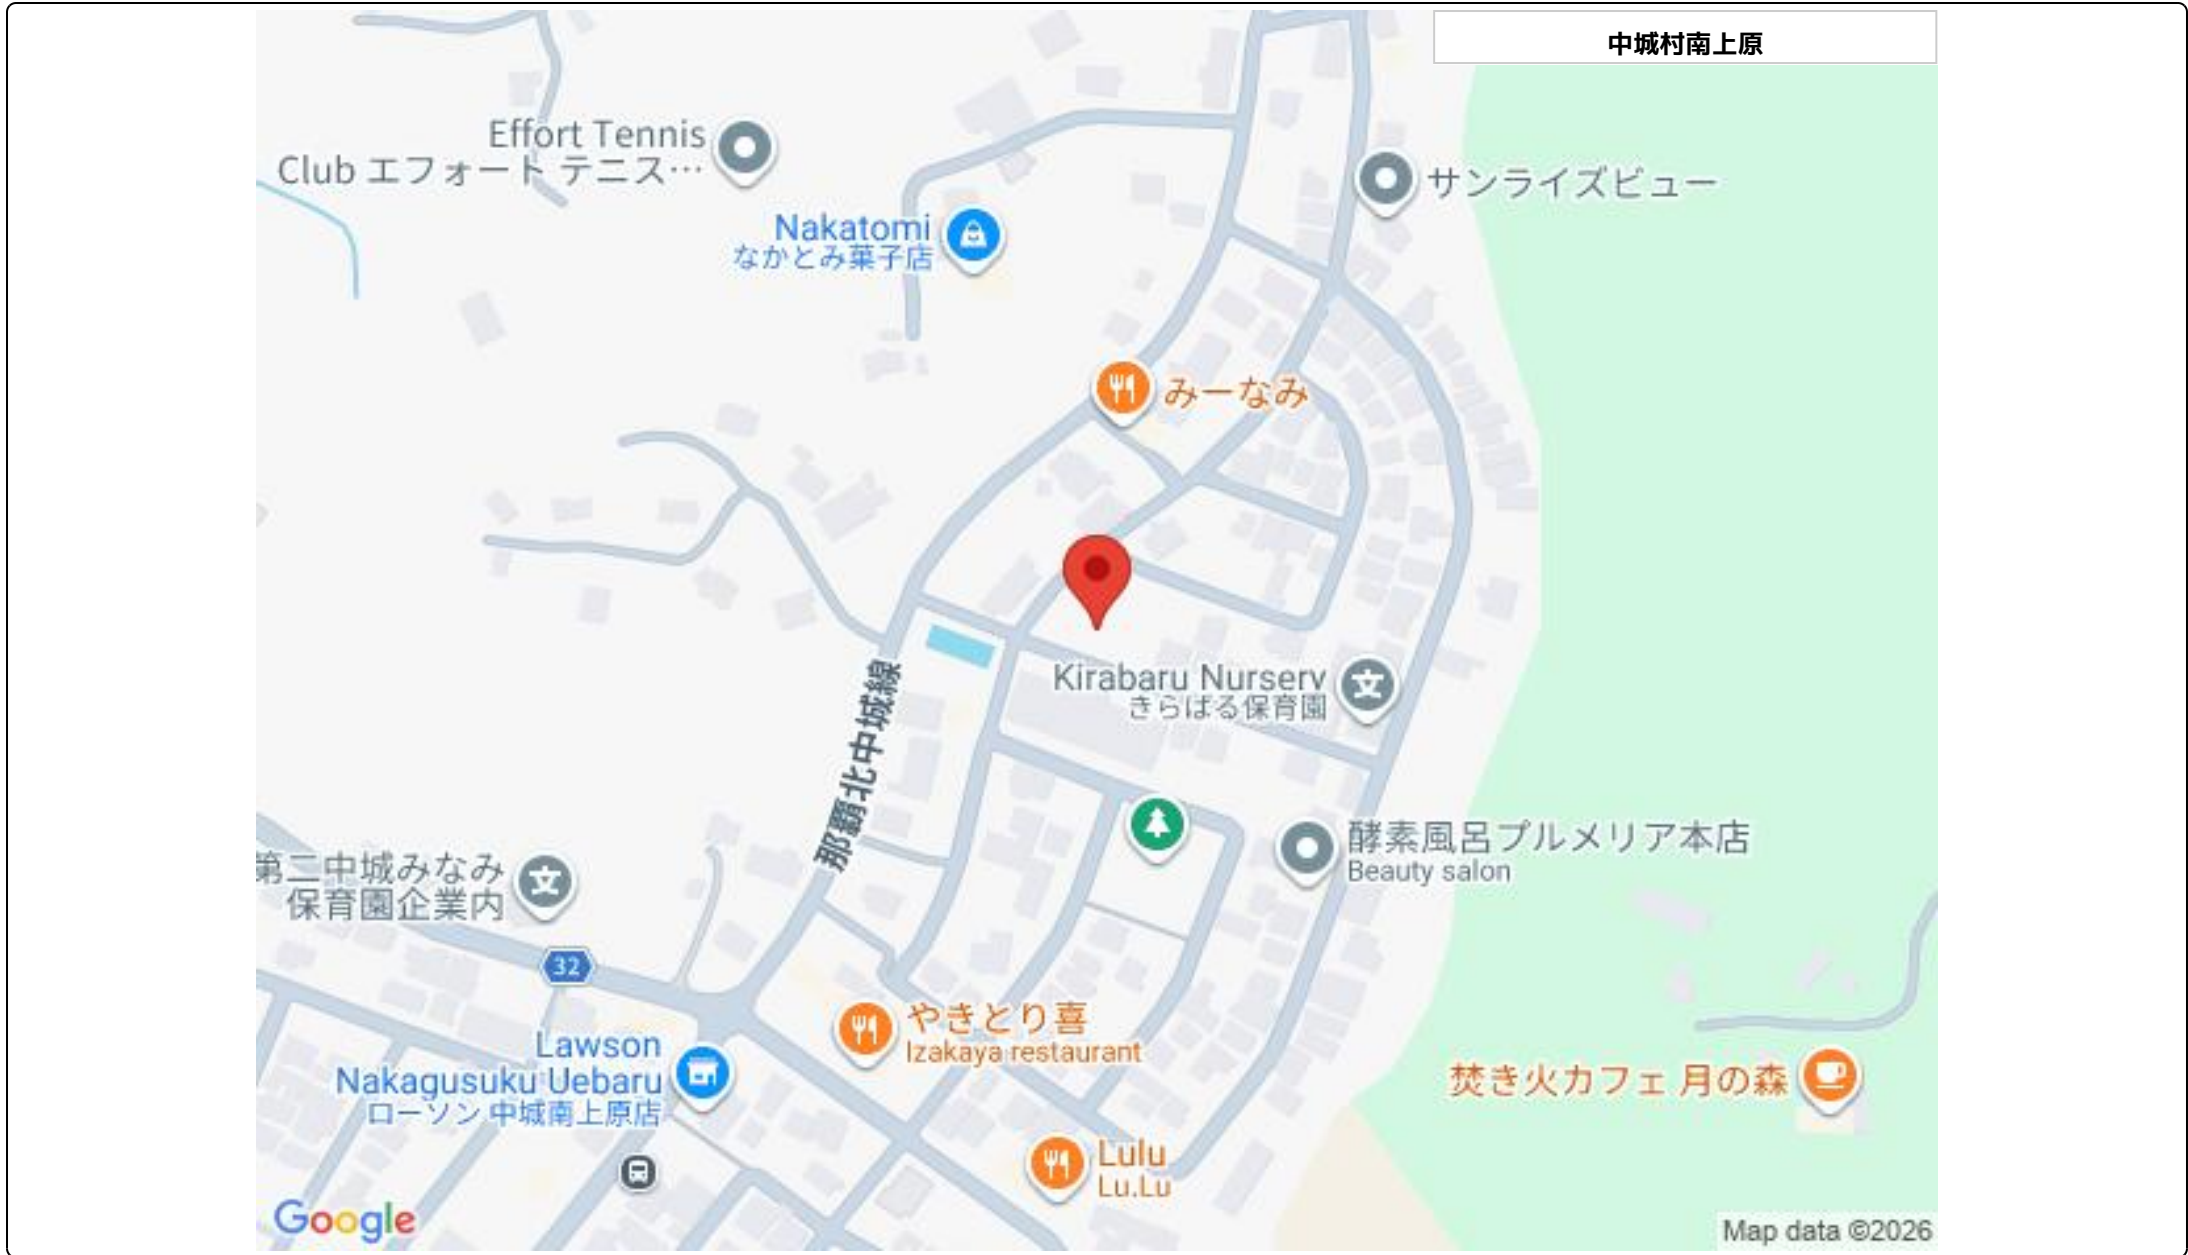 中城村南上原
Effort Tennis
Club エフォート テニス…
サンライズビュー
Nakatomi
なかとみ菓子店
みーなみ
Kirabaru Nurserv
きらばる保育園
那覇北中城線
酵素風呂プルメリア本店
Beauty salon
第二中城みなみ
保育園企業内
32
やきとり喜
Izakaya restaurant
Lawson
Nakagusuku Uebaru
ローソン 中城南上原店
焚き火カフェ 月の森
Lulu
Lu.Lu
Google
Map data ©2026